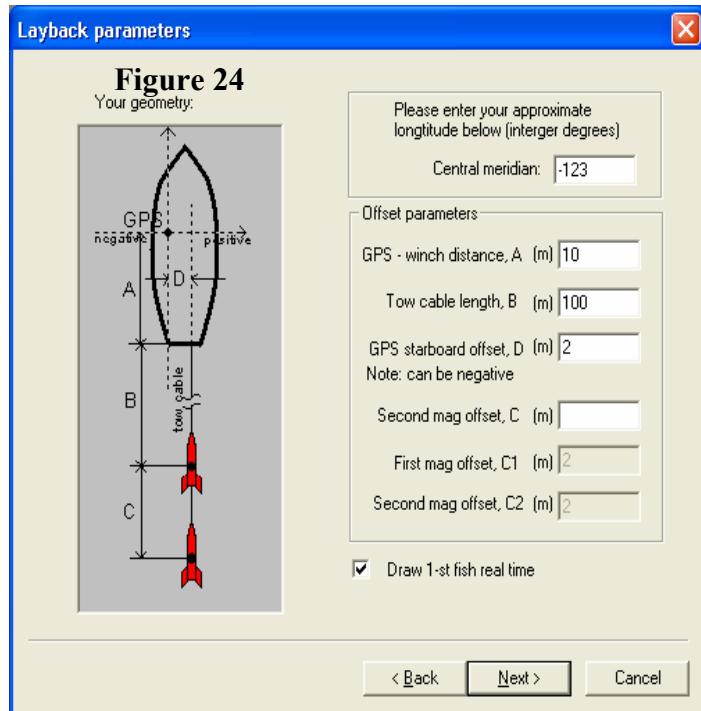 Layback parameters
Figure 24
Your geometry:
GPS
negative
positive
A
D
B
tow cable
C
Please enter your approximate
longtitude below (interger degrees)
Central meridian: -123
Offset parameters
GPS - winch distance, A (m) 10
Tow cable length, B (m) 100
GPS starboard offset, D (m) 2
Note: can be negative
Second mag offset, C (m)
First mag offset, C1 (m) 2
Second mag offset, C2 (m) 2
Draw 1-st fish real time
< Back
Next >
Cancel